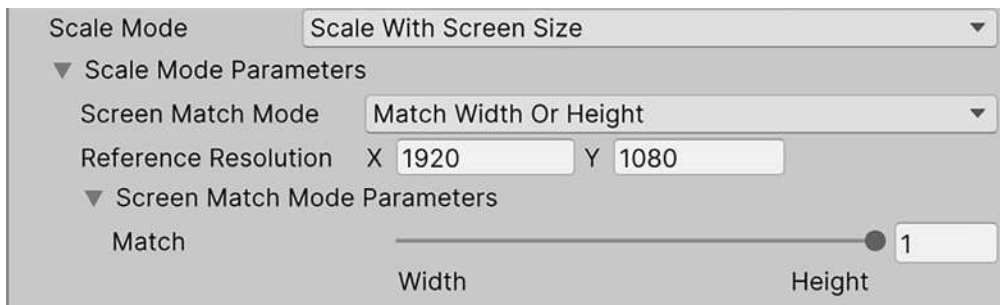 Scale Mode Scale With Screen Size
Scale Mode Parameters
Screen Match Mode Match Width Or Height
Reference Resolution X 1920 Y 1080
Screen Match Mode Parameters
Match 1
Width Height